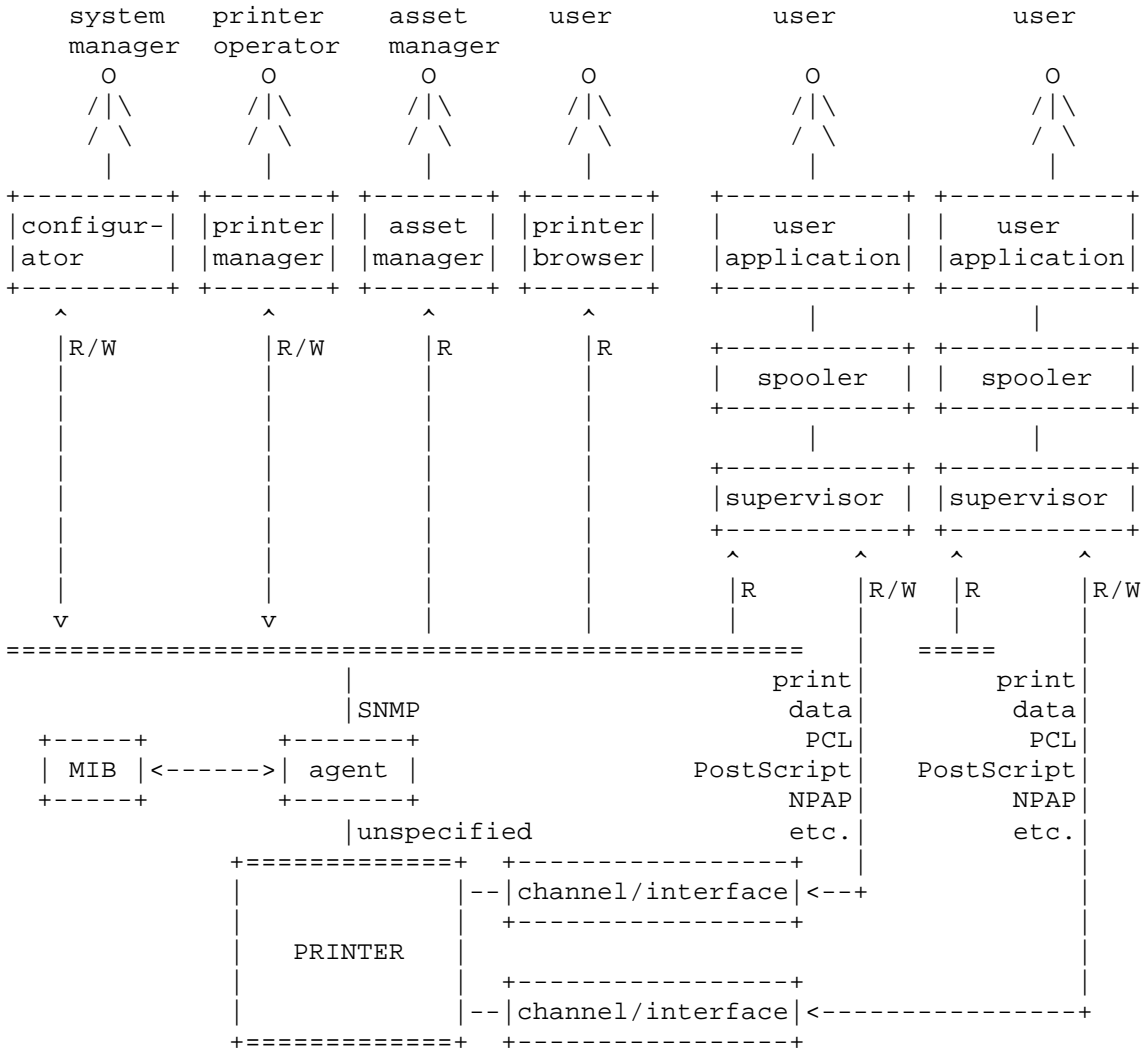 system printer asset user user user
manager operator manager
configur- printer asset printer user user
ator manager manager browser application application
R/W R/W R R
spooler spooler
supervisor supervisor
R R/W R R/W
print print
SNMP data data
PCL PCL
MIB agent PostScript PostScript
NPAP NPAP
unspecified etc. etc.
channel/interface
PRINTER
channel/interface